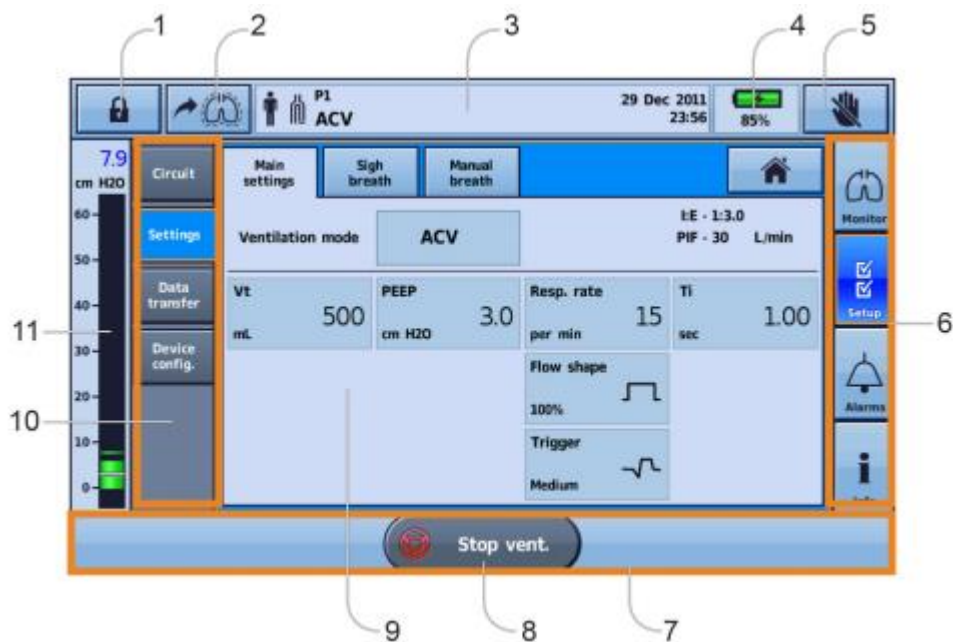 1 2 3 4 5
P1
ACV
29 Dec 2011
23:56
85%
7.9
cm H2O
60
50
40
30
20
10
0
Circuit
Settings
Data
transfer
Device
config.
Main
settings
Sigh
breath
Manual
breath
Ventilation mode
ACV
I:E - 1:3.0
PIF - 30 L/min
Vt
500
mL
PEEP
3.0
cm H2O
Resp. rate
15
per min
Ti
1.00
sec
Flow shape
100%
Trigger
Medium
Monitor
Setup
Alarms
6
11
10
Stop vent.
9 8 7